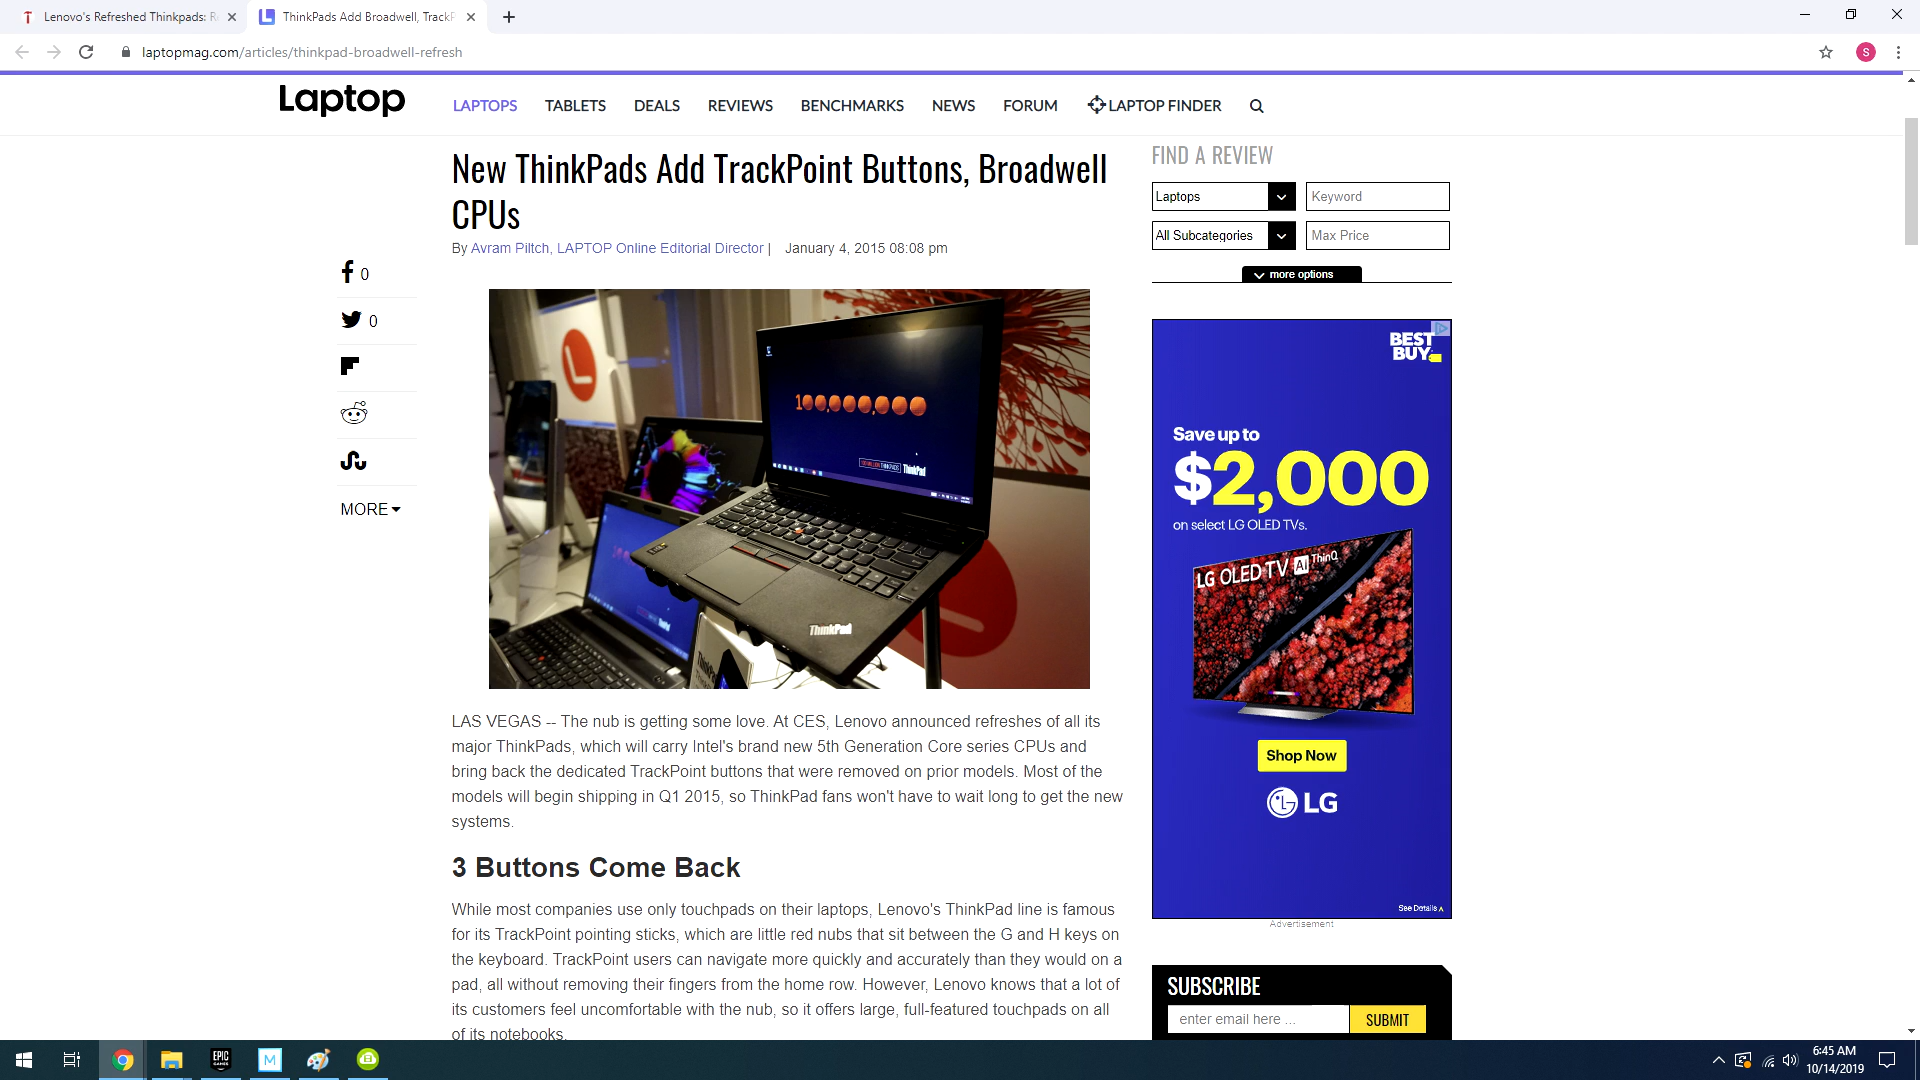 Lenovo's Refreshed Thinkpads: R
ThinkPads Add Broadwell, TrackP
laptopmag.com/articles/thinkpad-broadwell-refresh
S
Laptop
LAPTOPS TABLETS DEALS REVIEWS BENCHMARKS NEWS FORUM LAPTOP FINDER
New ThinkPads Add TrackPoint Buttons, Broadwell
CPUs
By Avram Piltch, LAPTOP Online Editorial Director | January 4, 2015 08:08 pm
0
0
MORE
100,000,000
ThinkPad
ThinkPad
LAS VEGAS -- The nub is getting some love. At CES, Lenovo announced refreshes of all its
major ThinkPads, which will carry Intel's brand new 5th Generation Core series CPUs and
bring back the dedicated TrackPoint buttons that were removed on prior models. Most of the
models will begin shipping in Q1 2015, so ThinkPad fans won't have to wait long to get the new
systems.
3 Buttons Come Back
While most companies use only touchpads on their laptops, Lenovo's ThinkPad line is famous
for its TrackPoint pointing sticks, which are little red nubs that sit between the G and H keys on
the keyboard. TrackPoint users can navigate more quickly and accurately than they would on a
pad, all without removing their fingers from the home row. However, Lenovo knows that a lot of
its customers feel uncomfortable with the nub, so it offers large, full-featured touchpads on all
of its notebooks.
FIND A REVIEW
Laptops
Keyword
All Subcategories
Max Price
more options
BEST
BUY
Save up to
$2,000
on select LG OLED TVs.
LG OLED TV AI ThinQ
Shop Now
LG
See Details
Advertisement
SUBSCRIBE
enter email here ...
SUBMIT
EPIC
GAMES
M
6:45 AM
10/14/2019